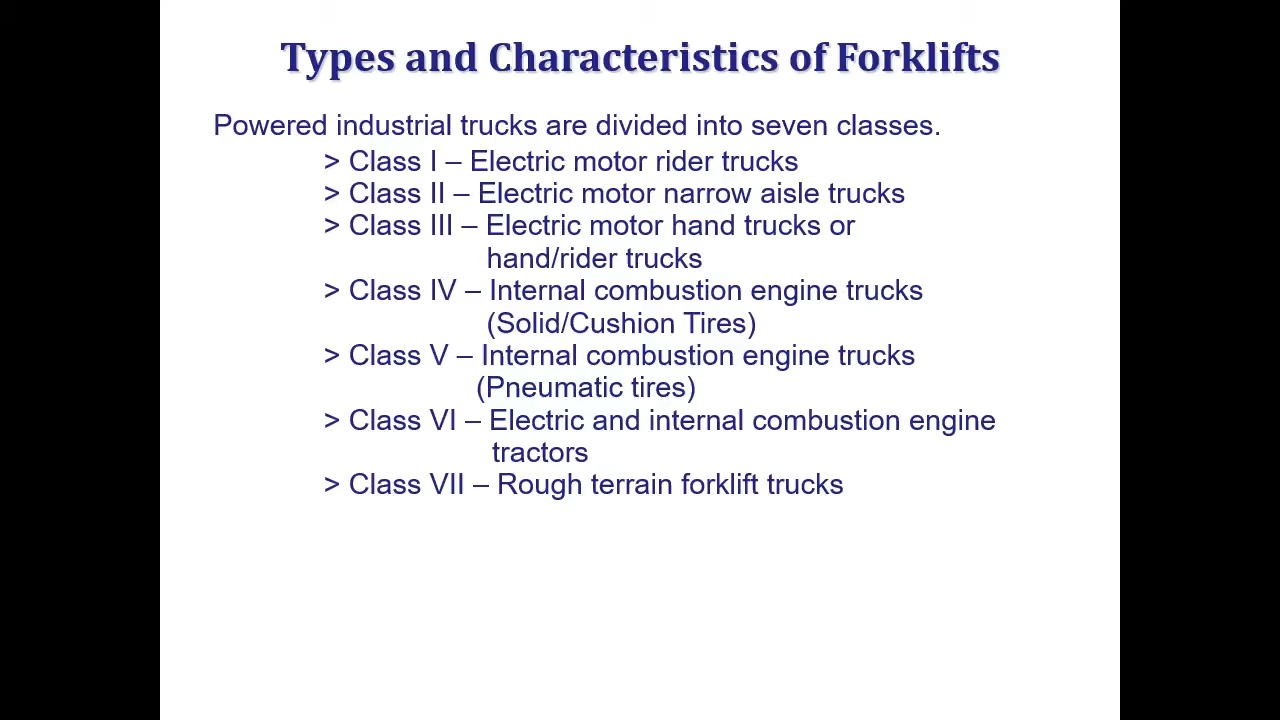 Types and Characteristics of Forklifts
Powered industrial trucks are divided into seven classes.
> Class I – Electric motor rider trucks
> Class II – Electric motor narrow aisle trucks
> Class III – Electric motor hand trucks or
hand/rider trucks
> Class IV – Internal combustion engine trucks
(Solid/Cushion Tires)
> Class V – Internal combustion engine trucks
(Pneumatic tires)
> Class VI – Electric and internal combustion engine
tractors
> Class VII – Rough terrain forklift trucks